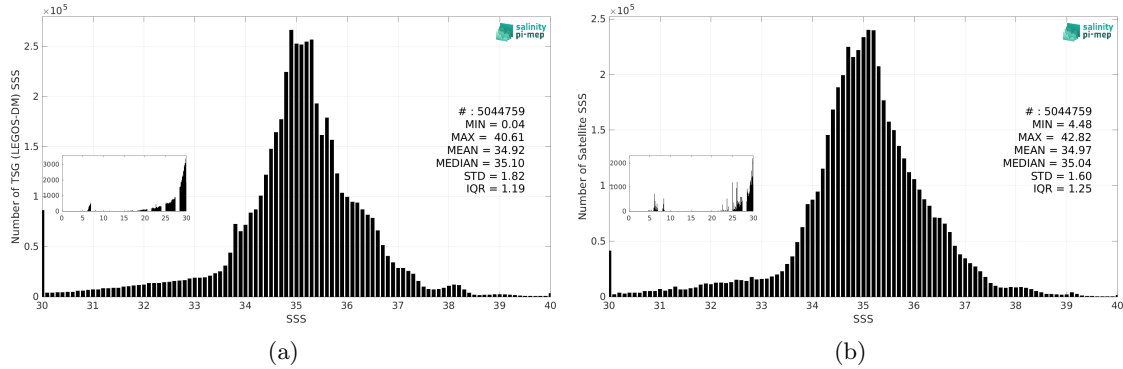 ×10^5
salinity
pi-mep
2.5
2
1.5
1
0.5
0
Number of TSG (LEGOS-DM) SSS
# : 5044759
MIN = 0.04
MAX = 40.61
MEAN = 34.92
MEDIAN = 35.10
STD = 1.82
IQR = 1.19
3000
2000
1000
0
0 5 10 15 20 25 30
30 31 32 33 34 35 36 37 38 39 40
SSS
(a)
×10^5
salinity
pi-mep
2.5
2
1.5
1
0.5
0
Number of Satellite SSS
# : 5044759
MIN = 4.48
MAX = 42.82
MEAN = 34.97
MEDIAN = 35.04
STD = 1.60
IQR = 1.25
2000
1000
0
0 5 10 15 20 25 30
30 31 32 33 34 35 36 37 38 39 40
SSS
(b)